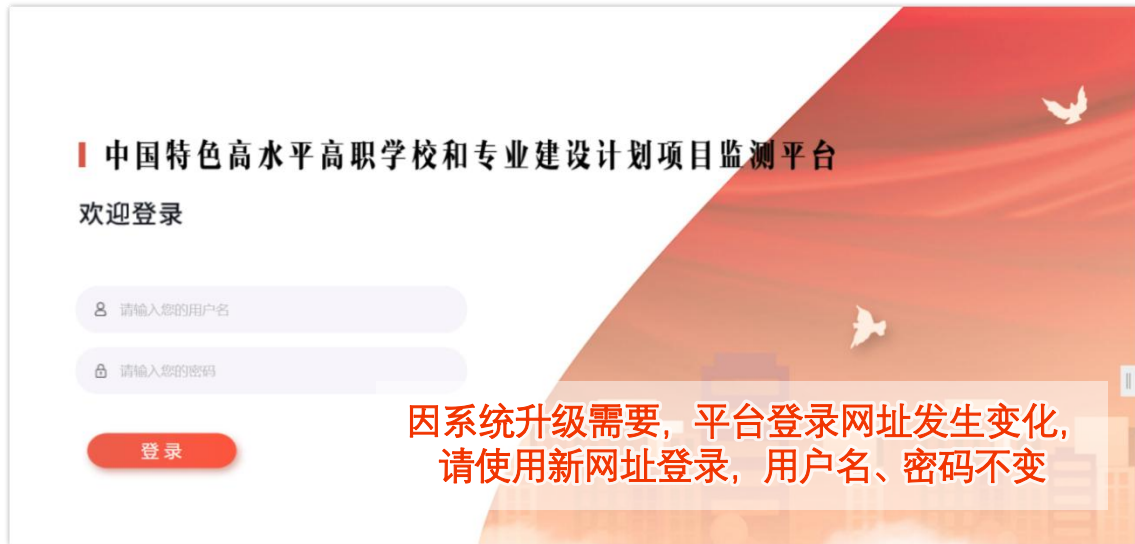 中国特色高水平高职学校和专业建设计划项目监测平台
欢迎登录
请输入您的用户名
请输入您的密码
登录
因系统升级需要，平台登录网址发生变化，
请使用新网址登录，用户名、密码不变